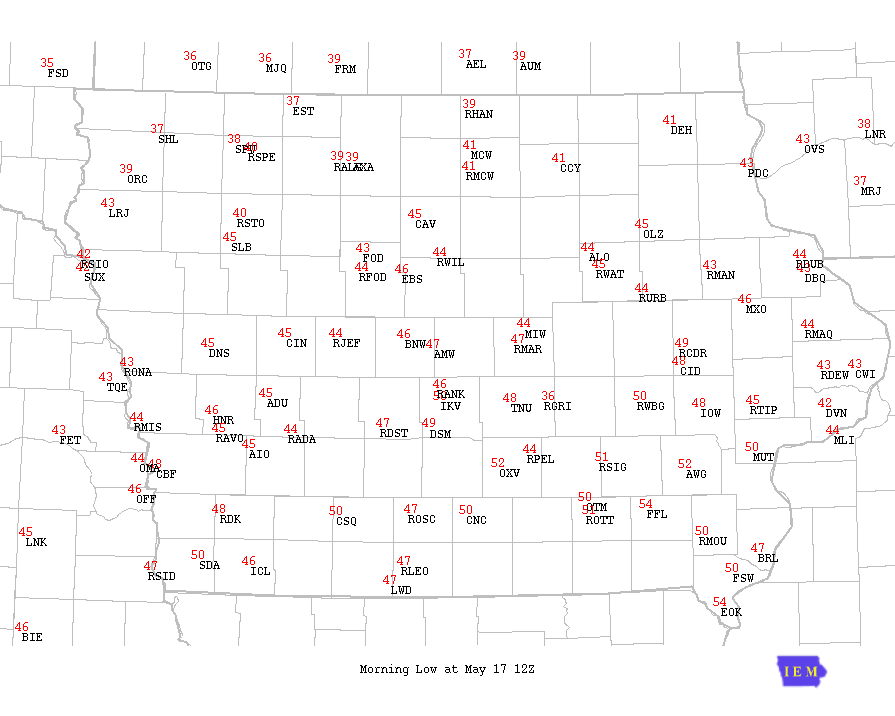 35 FSD
36 OTG
36 MJQ
39 FRM
37 AEL
39 AUM
37 EST
39 RHAN
41 DEH
38 LNR
43 OVS
37 SHL
38 SPW
40 RSPE
39 RALX
39 AXA
41 MCW
41 RMCW
41 CCY
43 PDC
37 MRJ
39 ORC
43 LRJ
40 RSTO
45 CAV
45 OLZ
45 SLB
42 RSIO
SUX
43 FOD
44 RFOD
46 EBS
44 RWIL
44 ALO
45 RWAT
43 RMAN
44 RDUB
43 DBQ
44 RURB
46 MXO
44 RMAQ
45 DNS
45 CIN
44 RJEF
46 BNW
47 AMW
44 MIW
47 RMAR
49 RCDR
48 CID
43 RDEW
43 CWI
43 RONA
43 TQE
45 ADU
46 RANK
IKV
48 TNU
36 RGRI
50 RWBG
48 IOW
45 RTIP
42 DVN
44 MLI
44 RMIS
46 HNR
45 RAVO
45 AIO
44 RADA
47 RDST
49 DSM
43 FET
44 OMA
48 CBF
46 OFF
52 OXV
44 RPEL
51 RSIG
52 AWG
50 MUT
48 RDK
50 CSQ
47 ROSC
50 CNC
50 OTM
51 ROTT
54 FFL
50 RMOU
47 BRL
50 FSW
54 EOK
45 LNK
47 RSID
50 SDA
46 ICL
47 RLEO
47 LWD
46 BIE
Morning Low at May 17 12Z
IEM